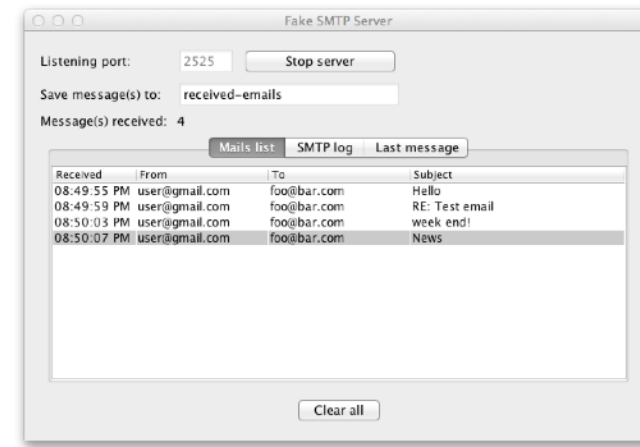 Fake SMTP Server
Listening port: 2525 Stop server
Save message(s) to: received-emails
Message(s) received: 4
Mails list SMTP log Last message
Received From To Subject
08:49:55 PM user@gmail.com foo@bar.com Hello
08:49:59 PM user@gmail.com foo@bar.com RE: Test email
08:50:03 PM user@gmail.com foo@bar.com week end!
08:50:07 PM user@gmail.com foo@bar.com News
Clear all